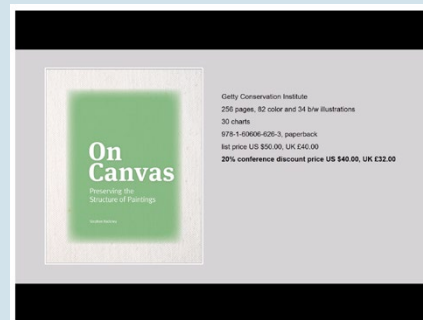 Getty Conservation Institute
256 pages, 82 color and 34 b/w illustrations
30 charts
978-1-60606-626-3, paperback
list price US $50.00, UK £40.00
20% conference discount price US $40.00, UK £32.00
On
Canvas
Preserving the
Structure of Paintings